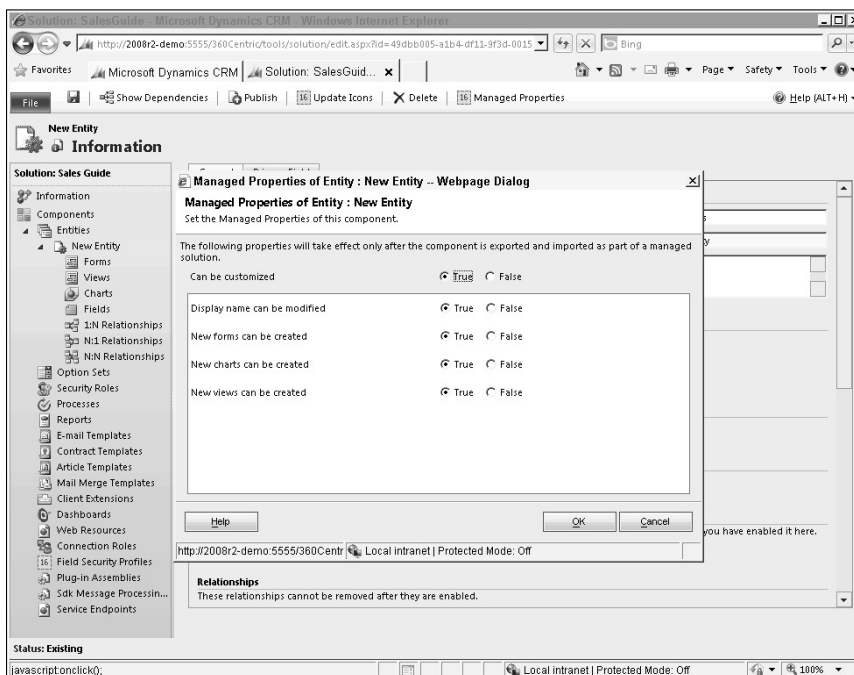 Solution: SalesGuide - Microsoft Dynamics CRM - Windows Internet Explorer
http://2008r2-demo:5555/360Centric/tools/solution/edit.aspx?id=49dbb005-a1b4-df11-9f3d-0015
Bing
Favorites
Microsoft Dynamics CRM
Solution: SalesGuid...
Page
Safety
Tools
File
Show Dependencies
Publish
Update Icons
Delete
Managed Properties
Help (ALT+H)
New Entity
Information
Solution: Sales Guide
Information
Components
Entities
New Entity
Forms
Views
Charts
Fields
1:N Relationships
N:1 Relationships
N:N Relationships
Option Sets
Security Roles
Processes
Reports
E-mail Templates
Contract Templates
Article Templates
Mail Merge Templates
Client Extensions
Dashboards
Web Resources
Connection Roles
Field Security Profiles
Plug-in Assemblies
Sdk Message Processin...
Service Endpoints
Managed Properties of Entity : New Entity -- Webpage Dialog
Managed Properties of Entity : New Entity
Set the Managed Properties of this component.
The following properties will take effect only after the component is exported and imported as part of a managed
solution.
Can be customized True False
Display name can be modified True False
New forms can be created True False
New charts can be created True False
New views can be created True False
Help
OK
Cancel
http://2008r2-demo:5555/360Centr
Local intranet | Protected Mode: Off
you have enabled it here.
Relationships
These relationships cannot be removed after they are enabled.
Status: Existing
javascript:onclick();
Local intranet | Protected Mode: Off
100%